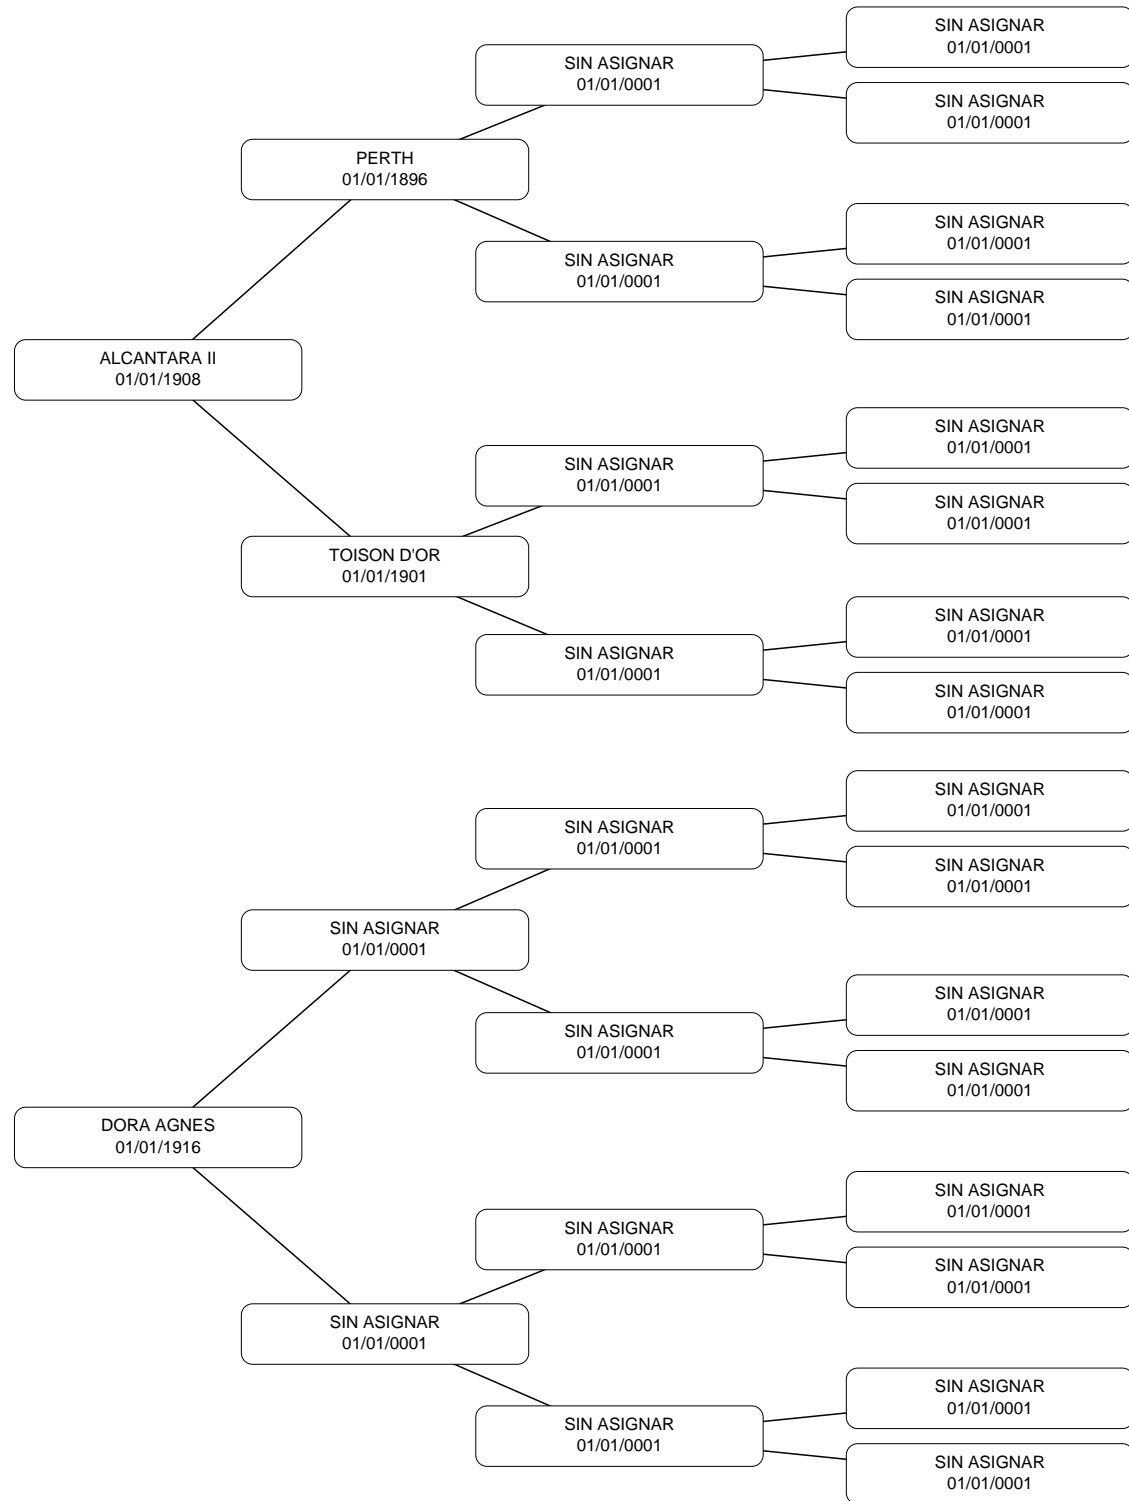 SIN ASIGNAR
01/01/0001
SIN ASIGNAR
01/01/0001
SIN ASIGNAR
01/01/0001
PERTH
01/01/1896
SIN ASIGNAR
01/01/0001
SIN ASIGNAR
01/01/0001
SIN ASIGNAR
01/01/0001
ALCANTARA II
01/01/1908
SIN ASIGNAR
01/01/0001
SIN ASIGNAR
01/01/0001
SIN ASIGNAR
01/01/0001
TOISON D'OR
01/01/1901
SIN ASIGNAR
01/01/0001
SIN ASIGNAR
01/01/0001
SIN ASIGNAR
01/01/0001
SIN ASIGNAR
01/01/0001
SIN ASIGNAR
01/01/0001
SIN ASIGNAR
01/01/0001
SIN ASIGNAR
01/01/0001
SIN ASIGNAR
01/01/0001
SIN ASIGNAR
01/01/0001
SIN ASIGNAR
01/01/0001
DORA AGNES
01/01/1916
SIN ASIGNAR
01/01/0001
SIN ASIGNAR
01/01/0001
SIN ASIGNAR
01/01/0001
SIN ASIGNAR
01/01/0001
SIN ASIGNAR
01/01/0001
SIN ASIGNAR
01/01/0001
SIN ASIGNAR
01/01/0001